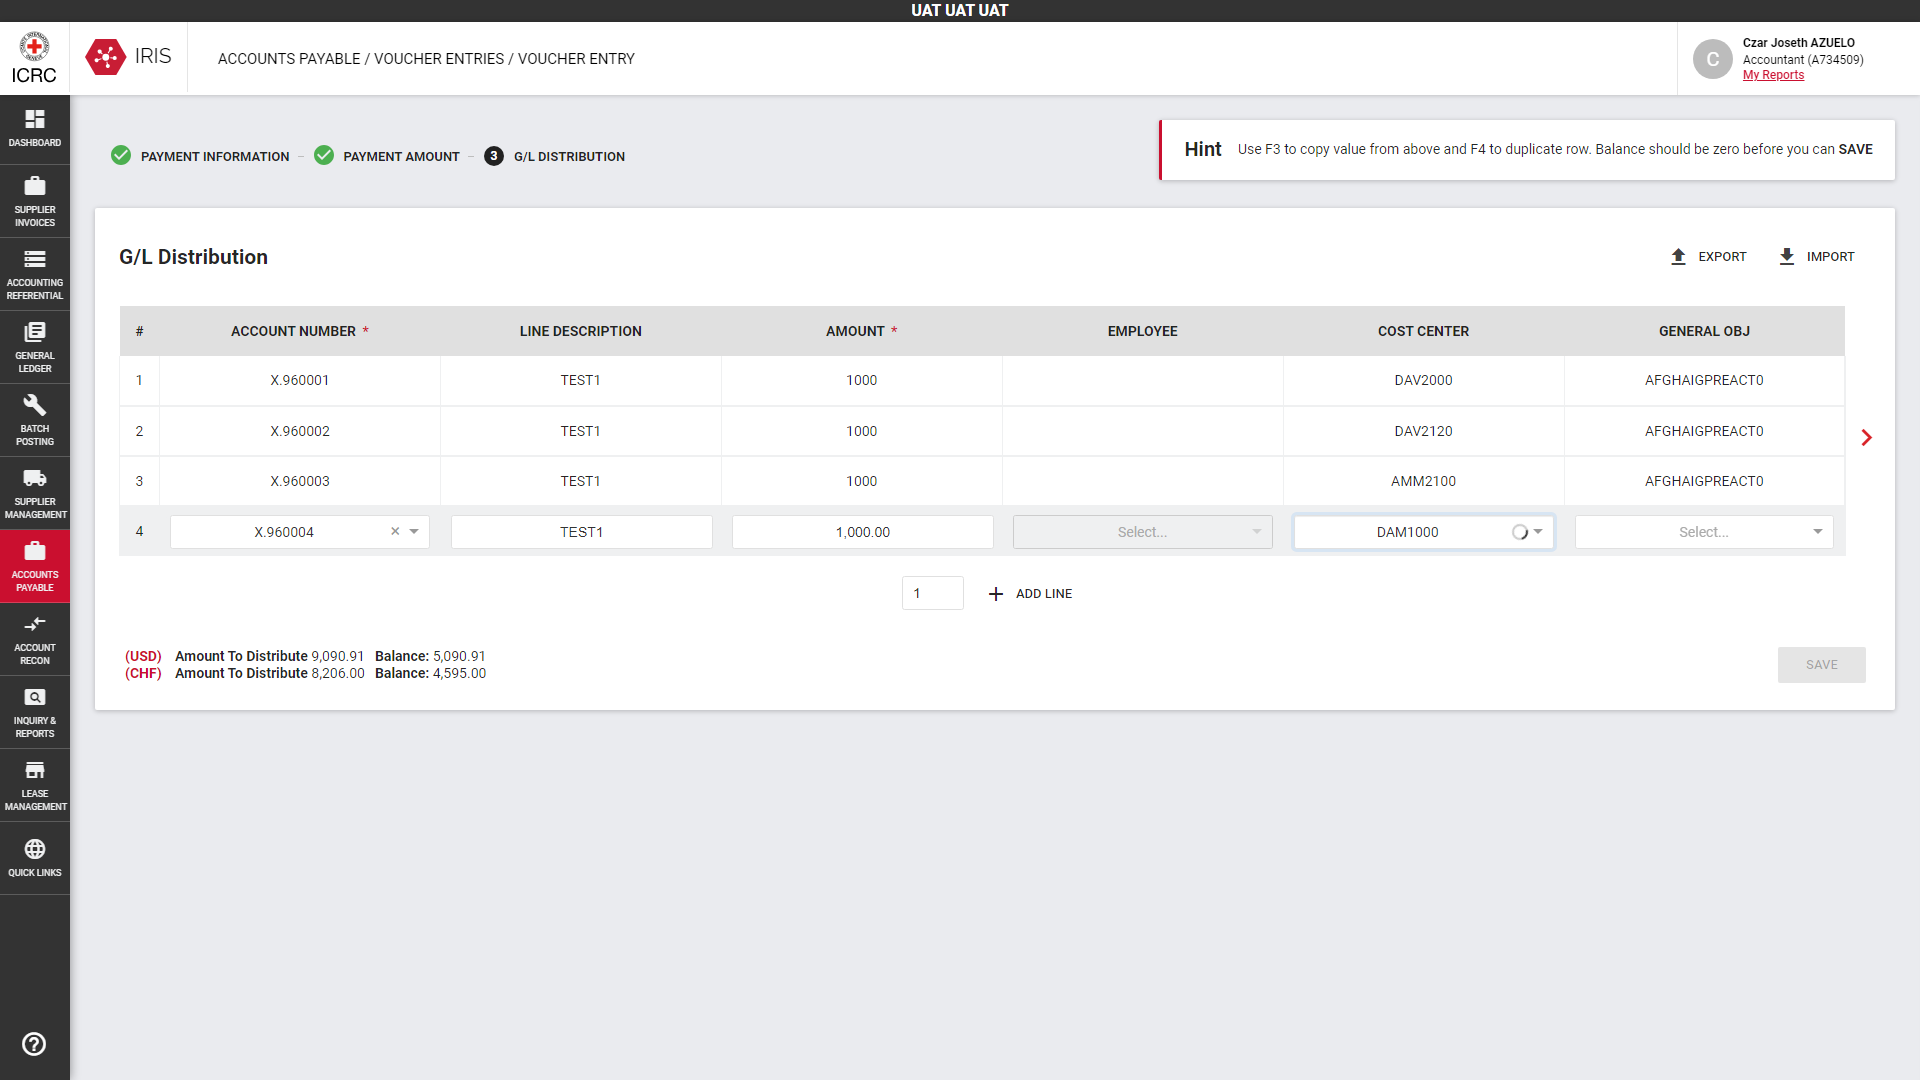 UAT UAT UAT
ICRC
IRIS
ACCOUNTS PAYABLE / VOUCHER ENTRIES / VOUCHER ENTRY
C
Czar Joseth AZUELO
Accountant (A734509)
My Reports
DASHBOARD
SUPPLIER
INVOICES
ACCOUNTING
REFERENTIAL
GENERAL
LEDGER
BATCH
POSTING
SUPPLIER
MANAGEMENT
ACCOUNTS
PAYABLE
ACCOUNT
RECON
INQUIRY &
REPORTS
LEASE
MANAGEMENT
QUICK LINKS
PAYMENT INFORMATION – PAYMENT AMOUNT – 3 G/L DISTRIBUTION
Hint Use F3 to copy value from above and F4 to duplicate row. Balance should be zero before you can SAVE
G/L Distribution
EXPORT IMPORT
# ACCOUNT NUMBER * LINE DESCRIPTION AMOUNT * EMPLOYEE COST CENTER GENERAL OBJ
1 X.960001 TEST1 1000 DAV2000 AFGHAIGPREACT0
2 X.960002 TEST1 1000 DAV2120 AFGHAIGPREACT0
3 X.960003 TEST1 1000 AMM2100 AFGHAIGPREACT0
4 X.960004 × TEST1 1,000.00 Select... DAM1000 Select...
1 + ADD LINE
(USD) Amount To Distribute 9,090.91 Balance: 5,090.91
(CHF) Amount To Distribute 8,206.00 Balance: 4,595.00
SAVE